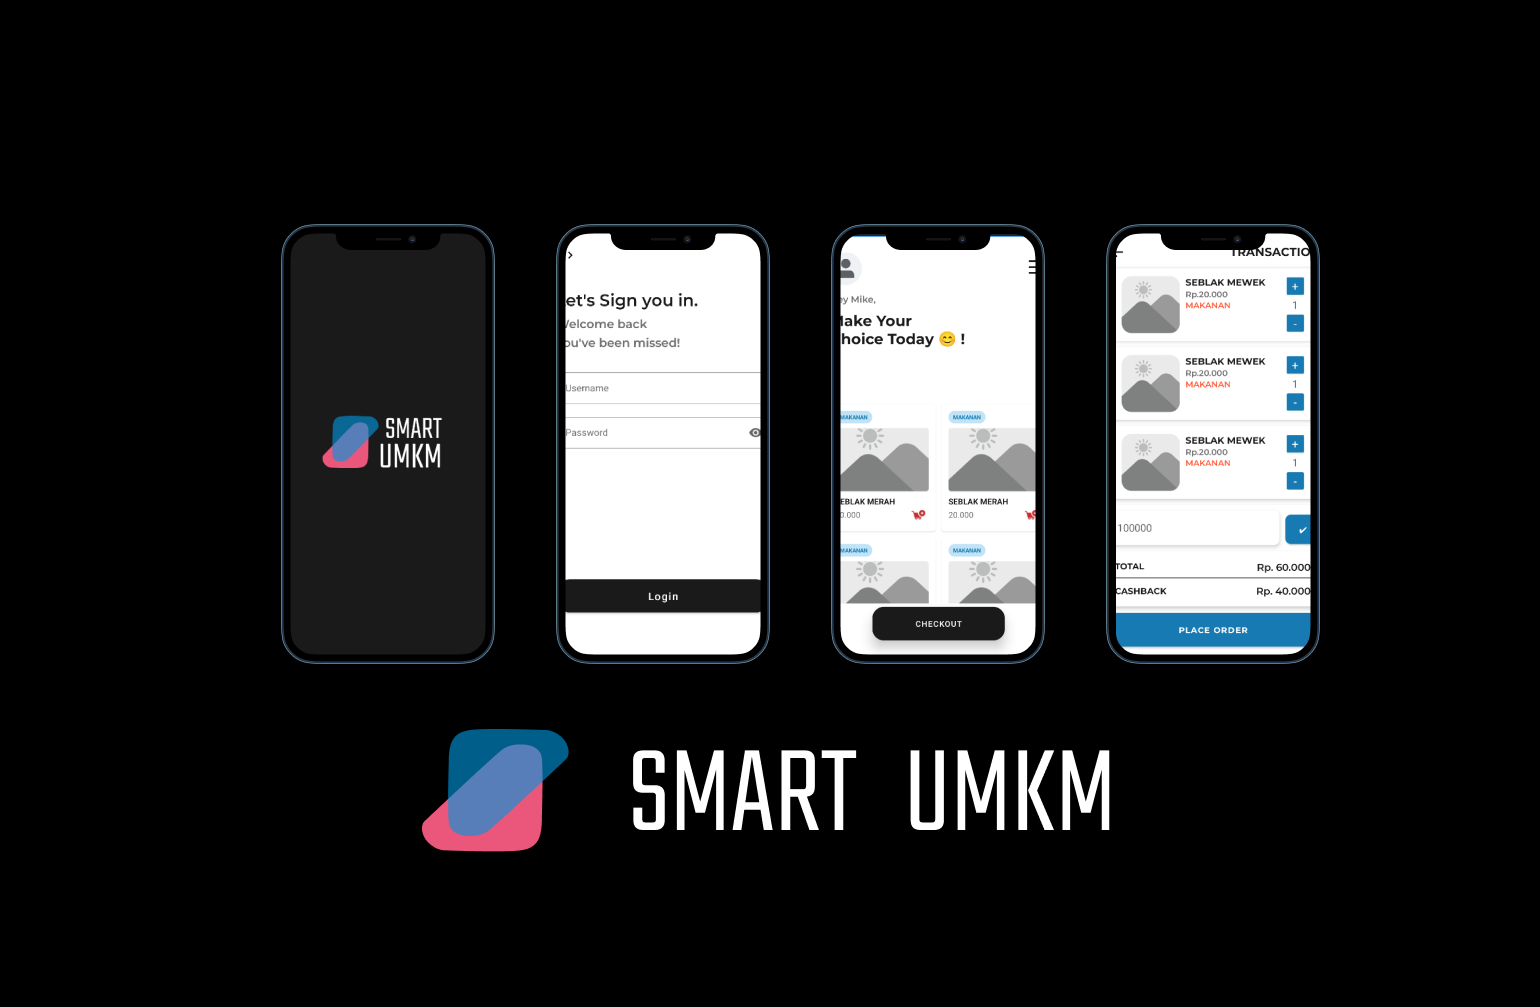 SMART
UMKM
et's Sign you in.
elcome back
ou've been missed!
Username
Password
Login
ey Mike,
ake Your
hoice Today 😊 !
MAKANAN
MAKANAN
EBLAK MERAH
SEBLAK MERAH
0.000
20.000
MAKANAN
MAKANAN
CHECKOUT
TRANSACTIO
SEBLAK MEWEK
Rp.20.000
MAKANAN
+
1
-
SEBLAK MEWEK
Rp.20.000
MAKANAN
+
1
-
SEBLAK MEWEK
Rp.20.000
MAKANAN
+
1
-
100000
TOTAL Rp. 60.000
CASHBACK Rp. 40.000
PLACE ORDER
SMART UMKM